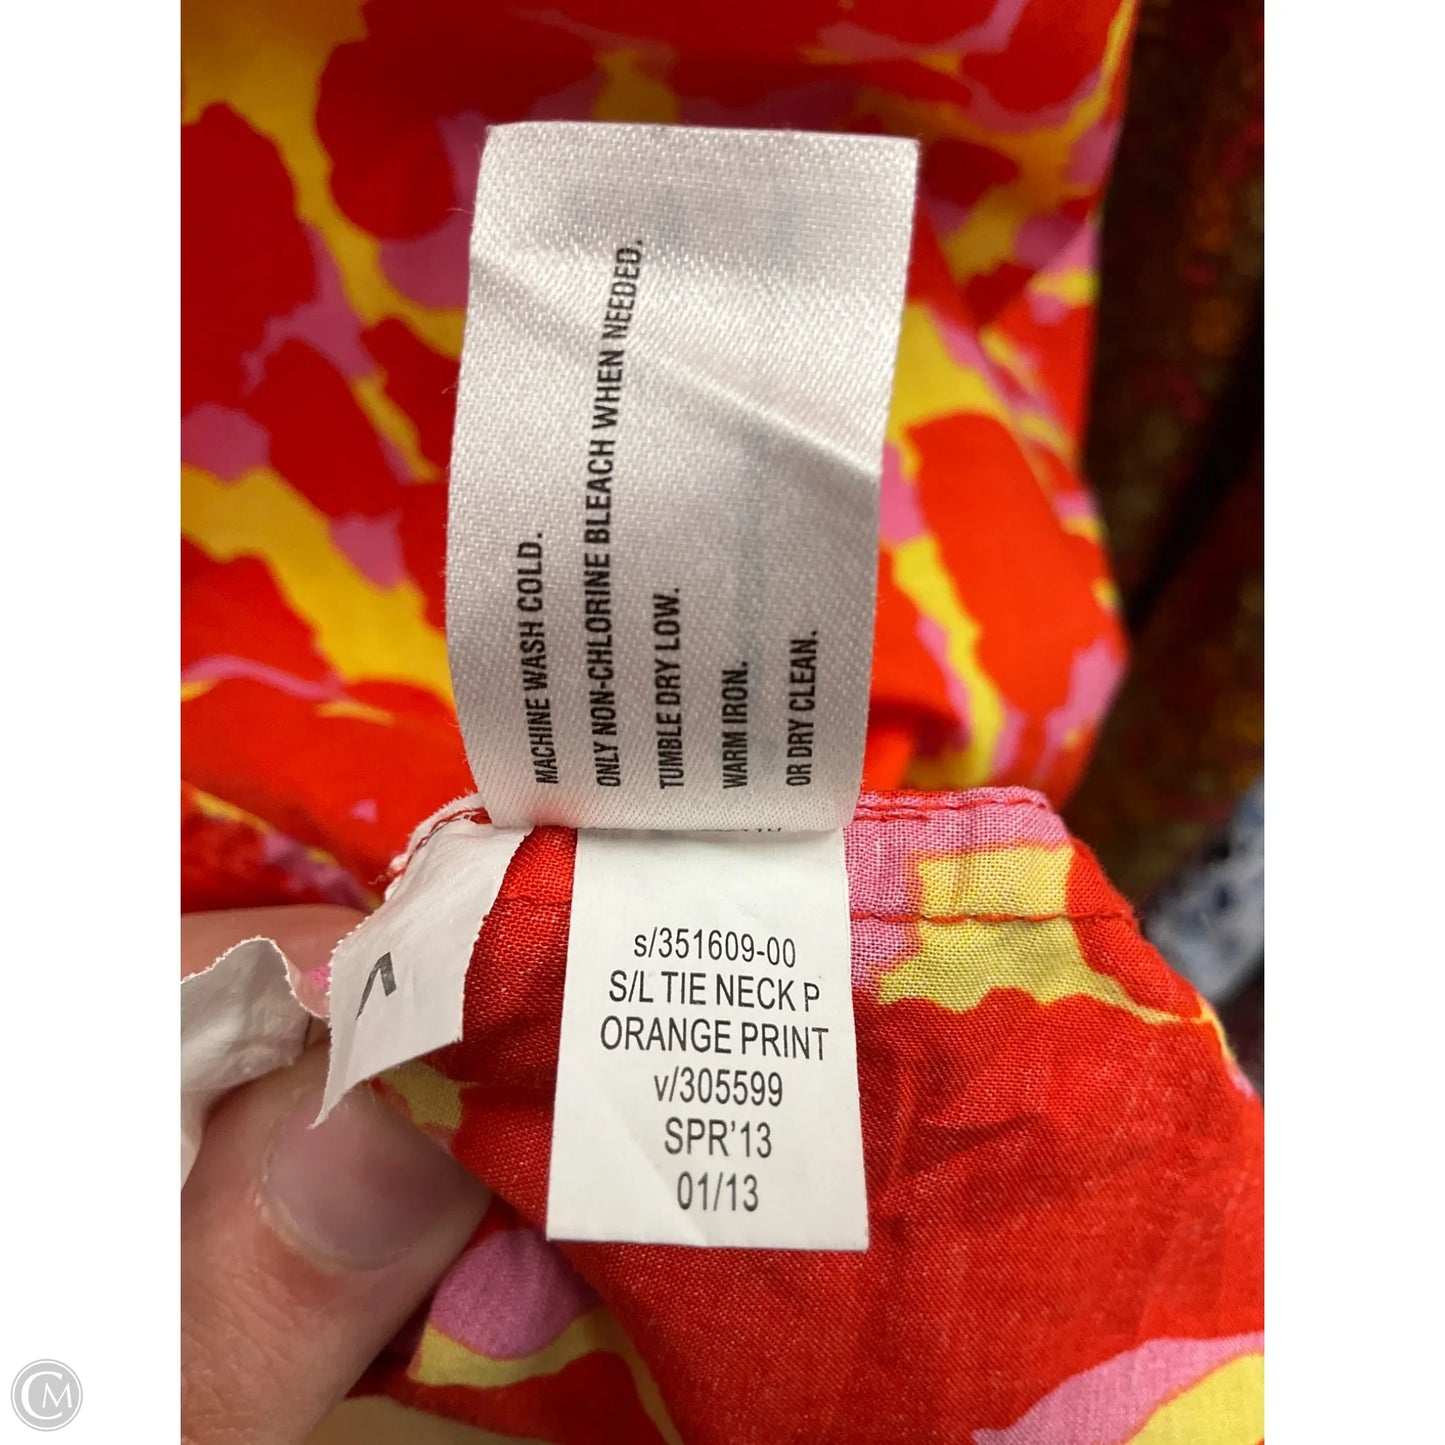 MACHINE WASH COLD.
ONLY NON-CHLORINE BLEACH WHEN NEEDED.
TUMBLE DRY LOW.
WARM IRON.
OR DRY CLEAN.
s/351609-00
S/L TIE NECK P
ORANGE PRINT
v/305599
SPR'13
01/13
CM